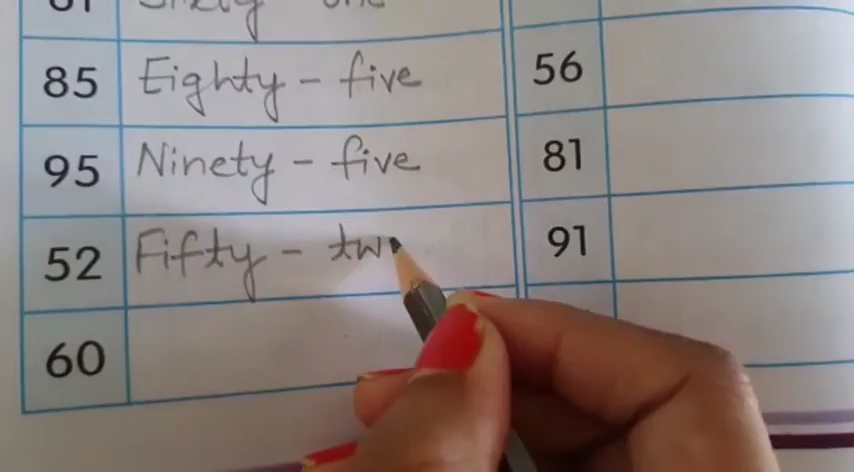 85 Eighty - five
95 Ninety - five
52 Fifty - tw
60
56
81
91